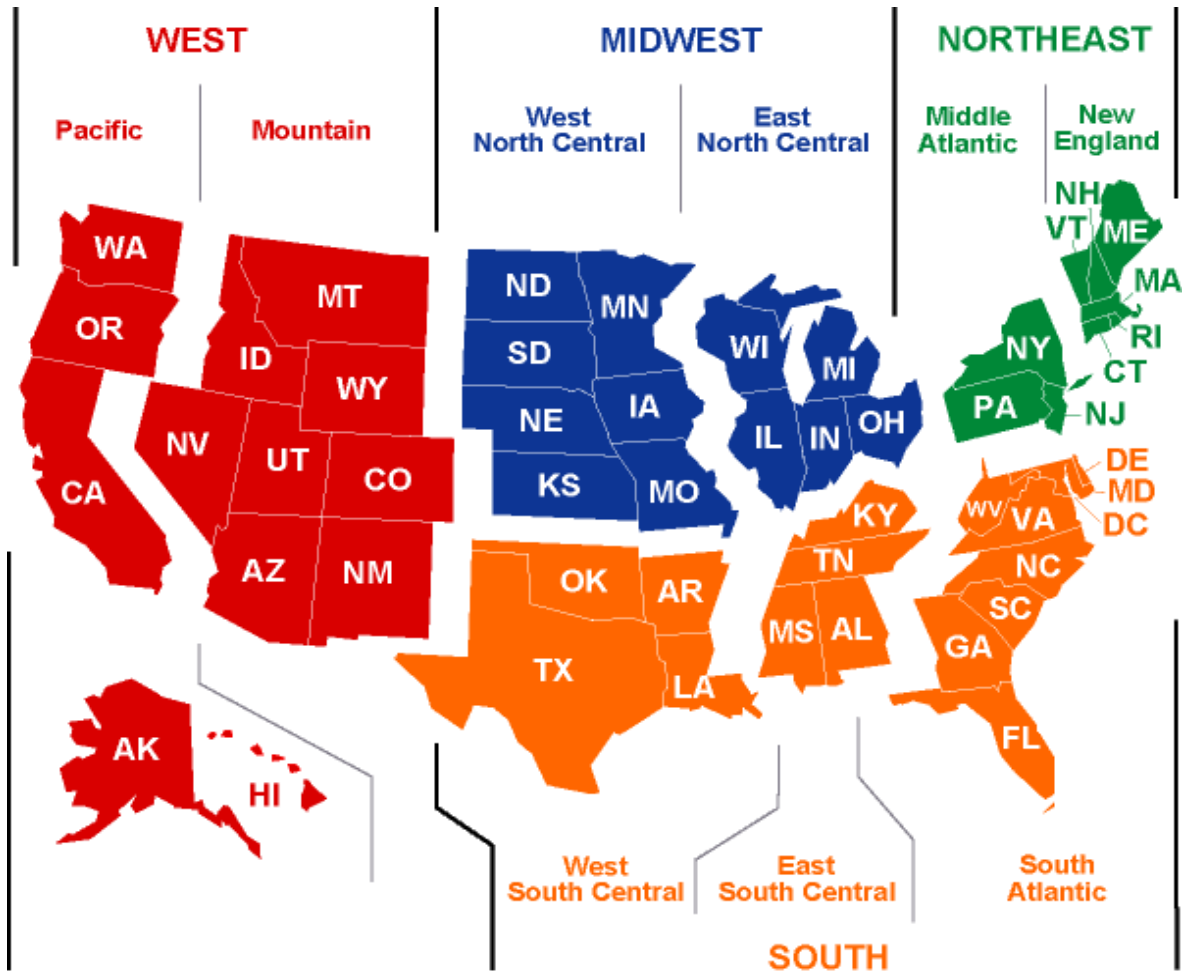 WEST
MIDWEST
NORTHEAST
Pacific
Mountain
West
North Central
East
North Central
Middle
Atlantic
New
England
WA
OR
CA
NV
ID
MT
WY
UT
CO
AZ
NM
AK
HI
ND
SD
NE
KS
MN
IA
MO
WI
IL
IN
MI
OH
NH
VT
ME
MA
RI
CT
NY
PA
NJ
OK
AR
TX
LA
KY
TN
MS
AL
DE
MD
DC
WV
VA
NC
SC
GA
FL
West
South Central
East
South Central
South
Atlantic
SOUTH